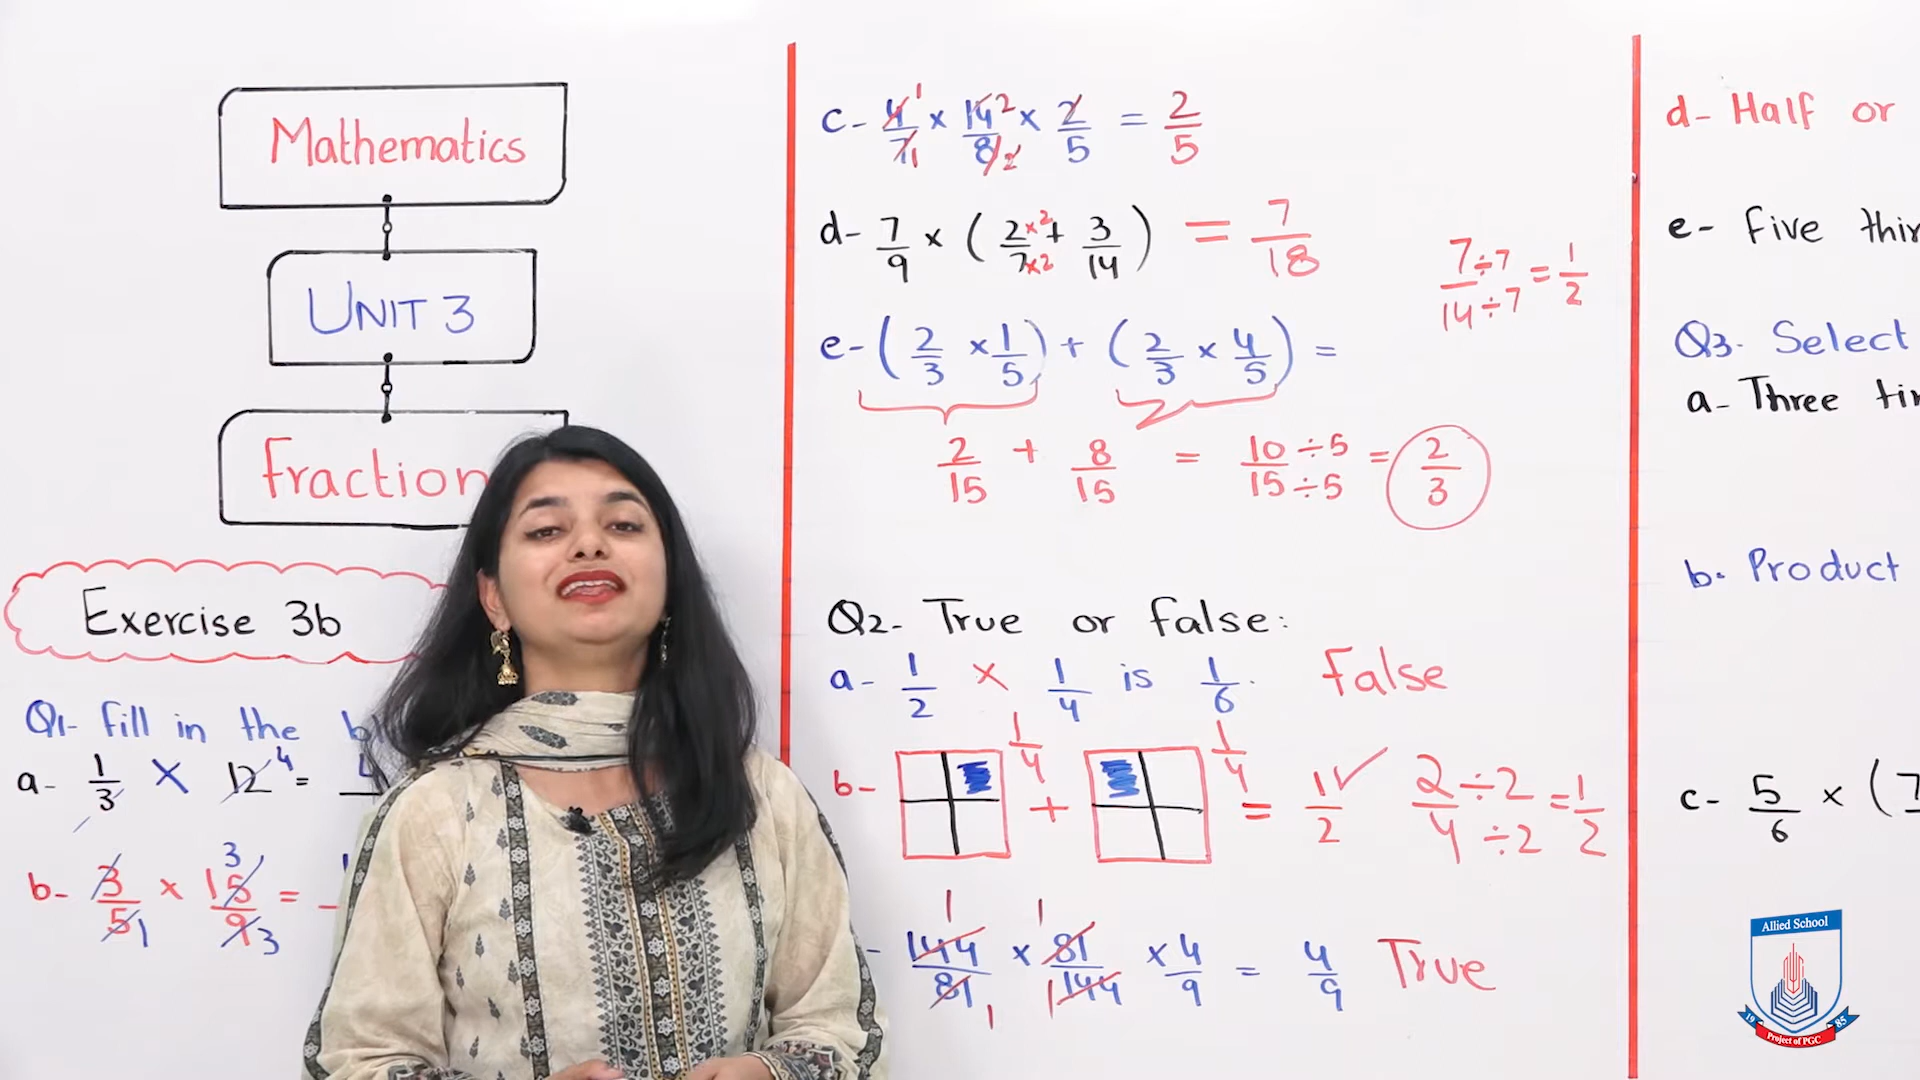 Mathematics
UNIT 3
Fraction
Exercise 3b
Q1- Fill in the
a- 1/3 × 12 4 = 4
b- 3/5 1 × 15 3/9 3 =
c- 4 1/7 1 × 14 2/8 2 × 2/5 = 2/5
d- 7/9 × (2×2/7×2 + 3/14) = 7/18
7÷7/14÷7 = 1/2
e- (2/3 × 1/5) + (2/3 × 4/5) =
2/15 + 8/15 = 10÷5/15÷5 = 2/3
Q2- True or false:
a- 1/2 × 1/4 is 1/6. False
b- 1/4 + 1/4 = 1/2 ✓ 2÷2/4÷2 = 1/2
- 144 1/81 1 × 81 1/144 1 × 4/9 = 4/9 True
d- Half or
e- Five
Q3- Select
a- Three
b- Product
c- 5/6 × (7
Allied School
1985
Project of PGC